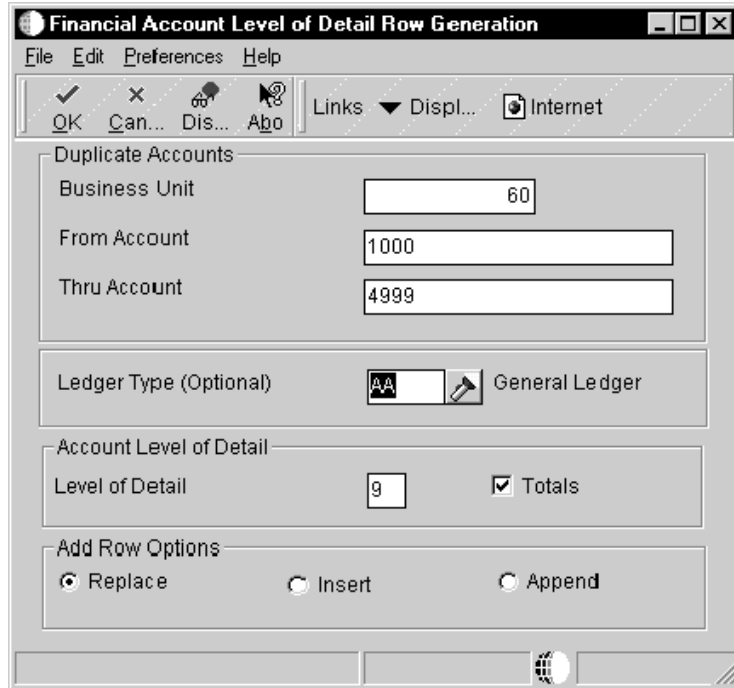 Financial Account Level of Detail Row Generation
File Edit Preferences Help
OK Can... Dis... Abo Links Displ... Internet
Duplicate Accounts
Business Unit 60
From Account 1000
Thru Account 4999
Ledger Type (Optional) AA General Ledger
Account Level of Detail
Level of Detail 9 Totals
Add Row Options
Replace Insert Append